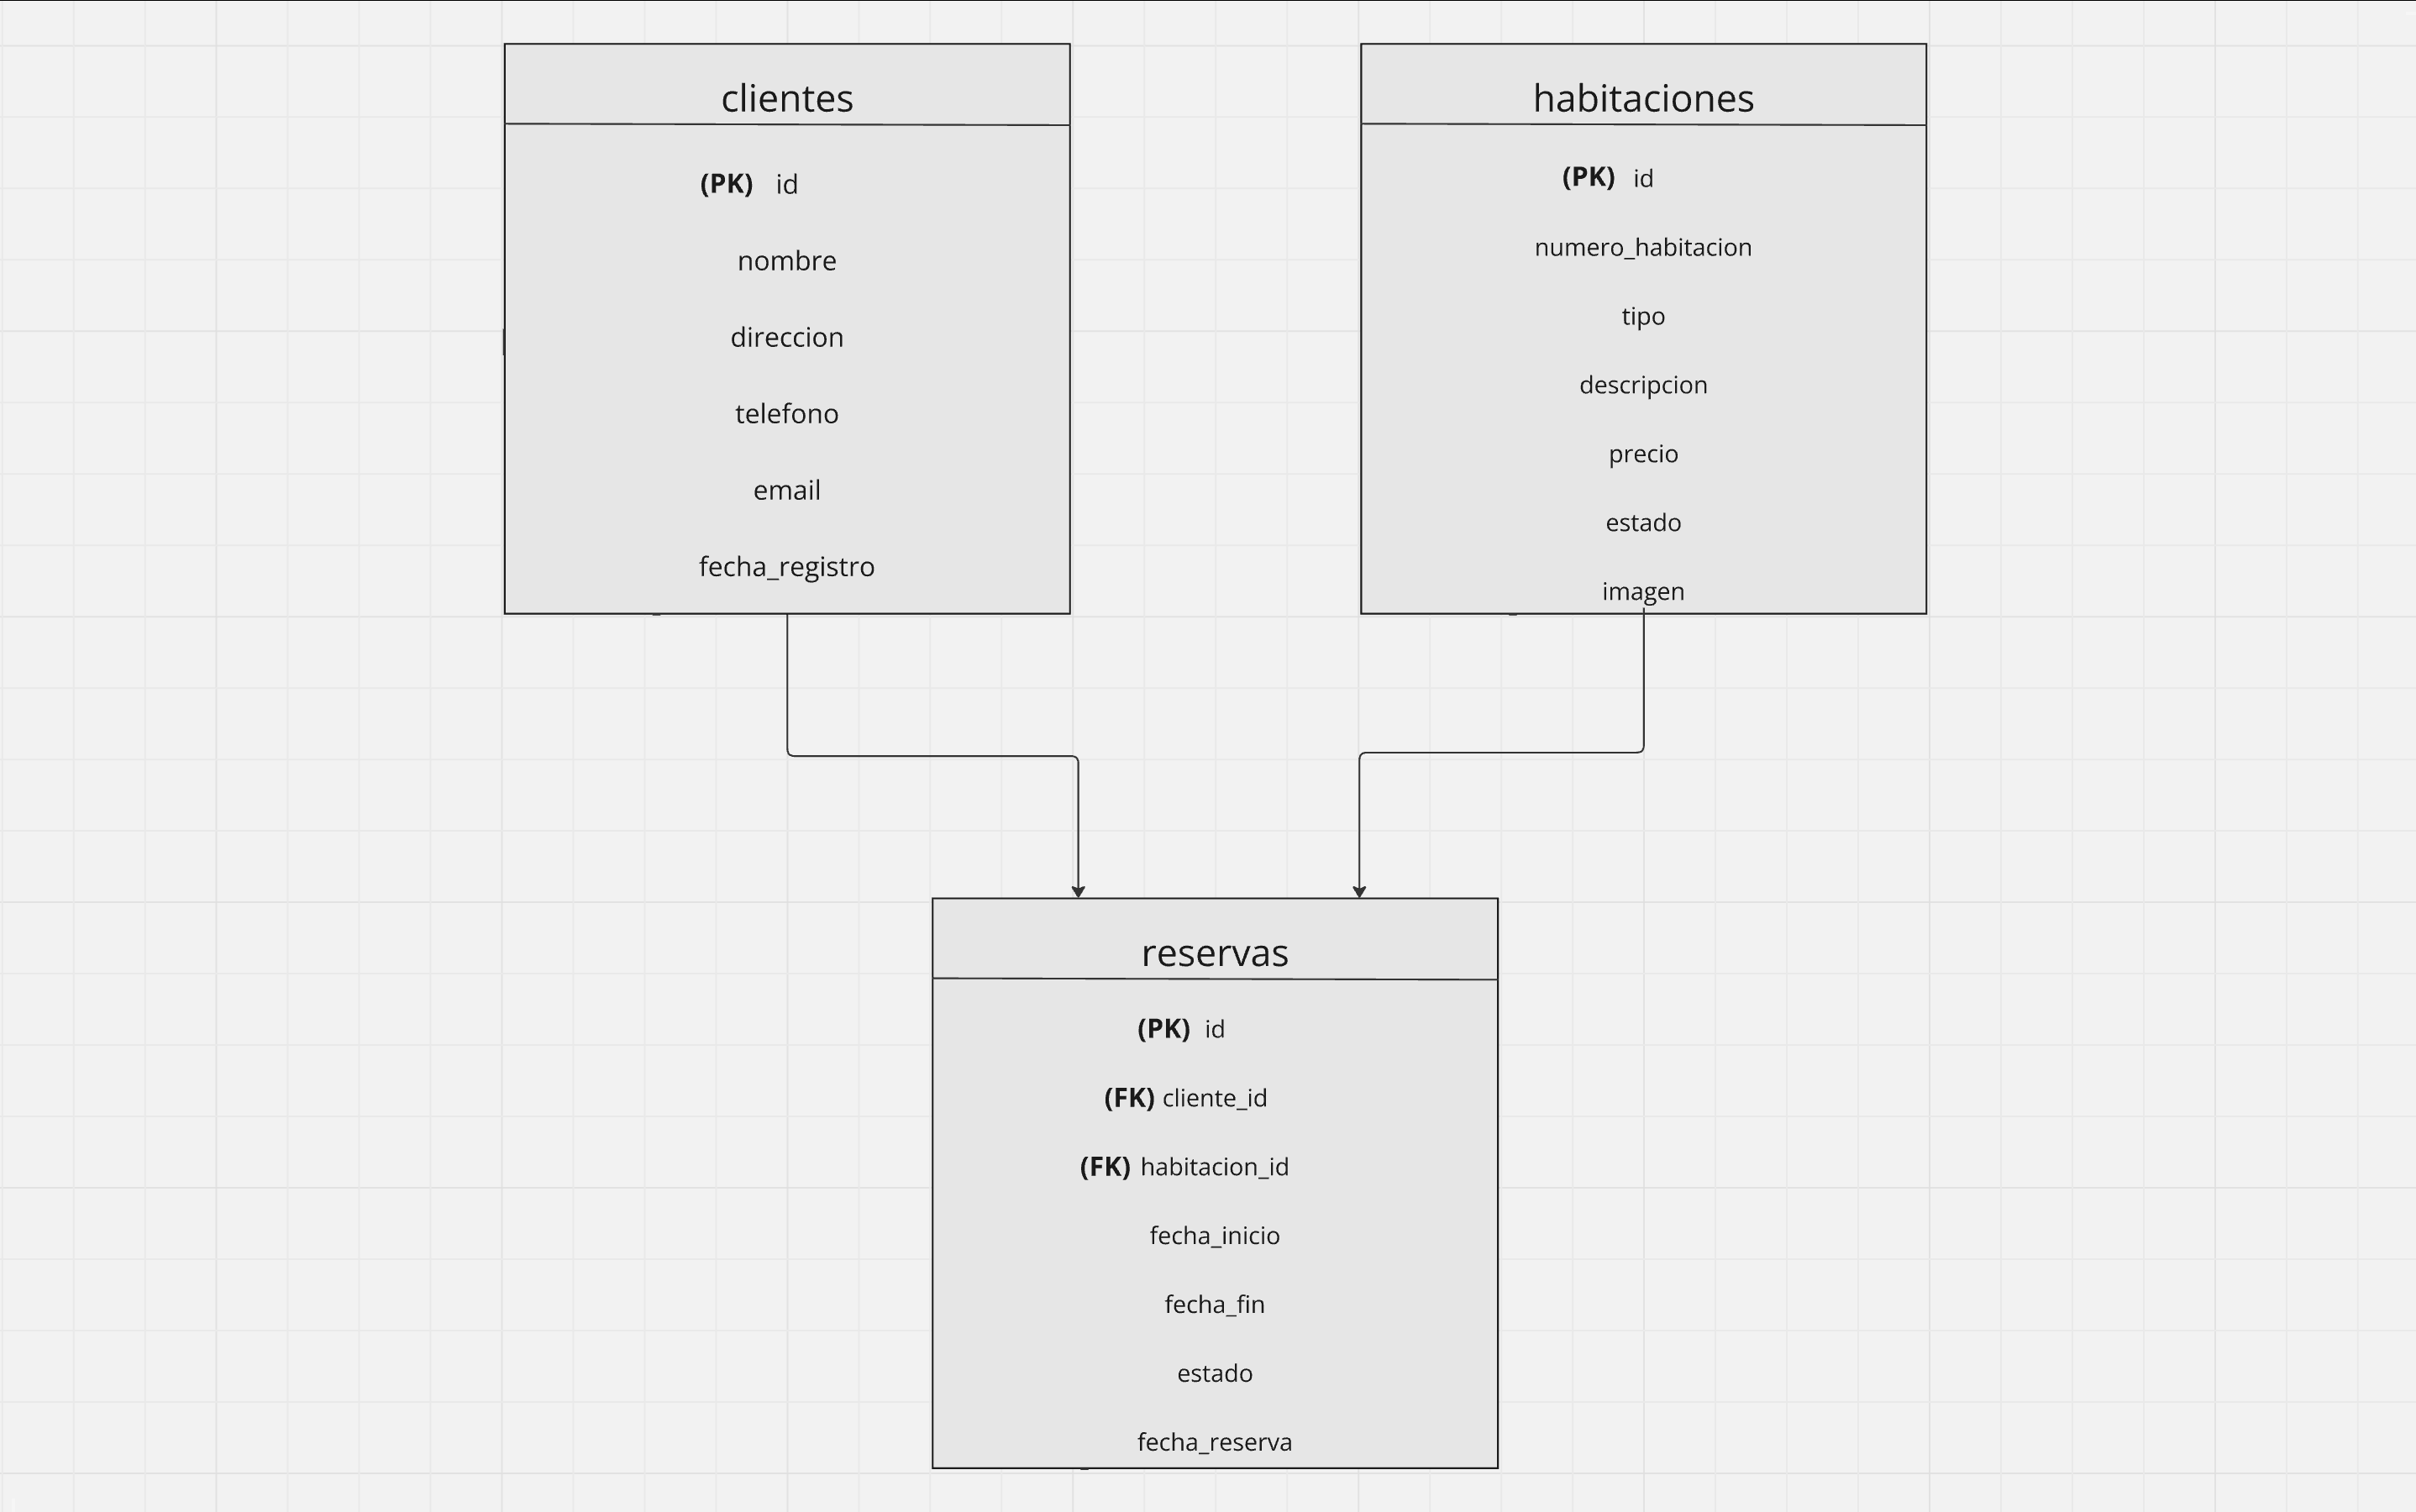 clientes
(PK) id
nombre
direccion
telefono
email
fecha_registro
habitaciones
(PK) id
numero_habitacion
tipo
descripcion
precio
estado
imagen
reservas
(PK) id
(FK) cliente_id
(FK) habitacion_id
fecha_inicio
fecha_fin
estado
fecha_reserva